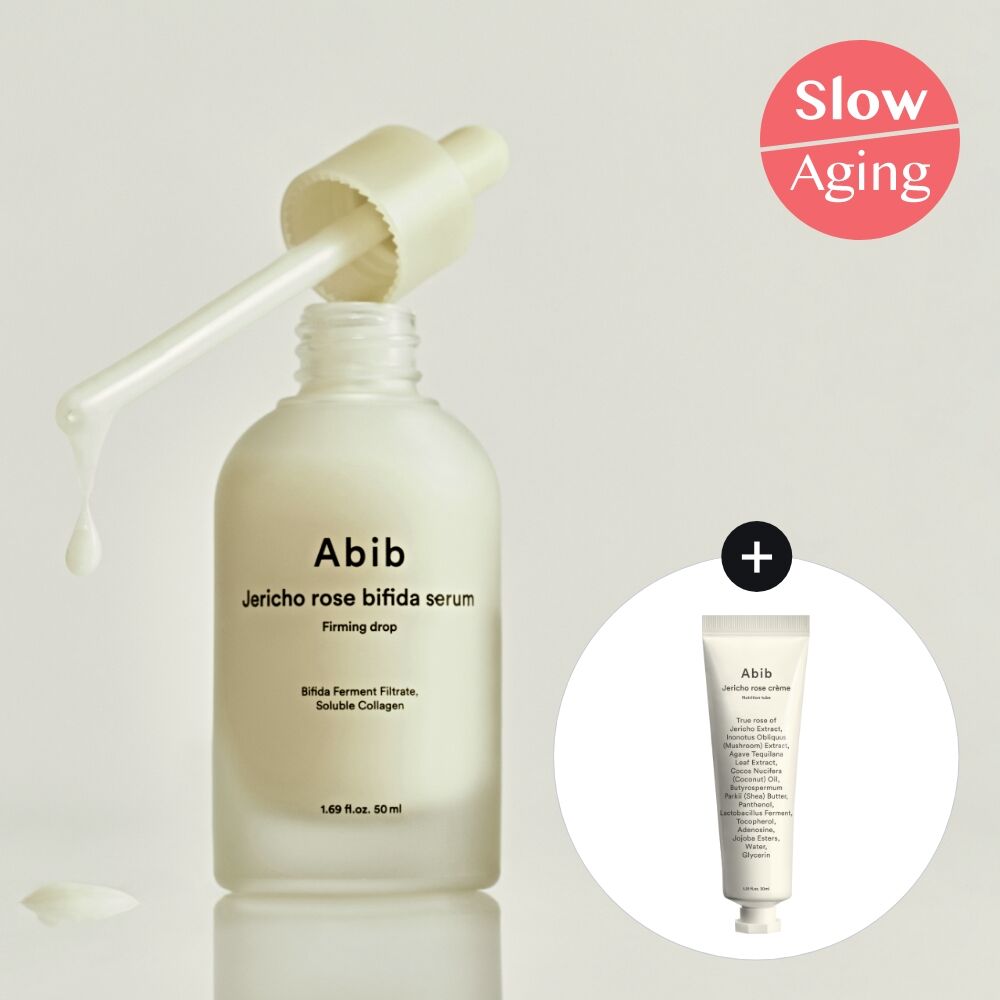 Slow
Aging
Abib
Jericho rose bifida serum
Firming drop
Bifida Ferment Filtrate,
Soluble Collagen
1.69 fl.oz. 50 ml
+
Abib
Jericho rose crème
Nutrition tube
True rose of
Jericho Extract,
Inonotus Obliquus
(Mushroom) Extract,
Agave Tequilana
Leaf Extract,
Cocos Nucifera
(Coconut) Oil,
Butyrospermum
Parkii (Shea) Butter,
Panthenol,
Lactobacillus Ferment,
Tocopherol,
Adenosine,
Jojoba Esters,
Water,
Glycerin